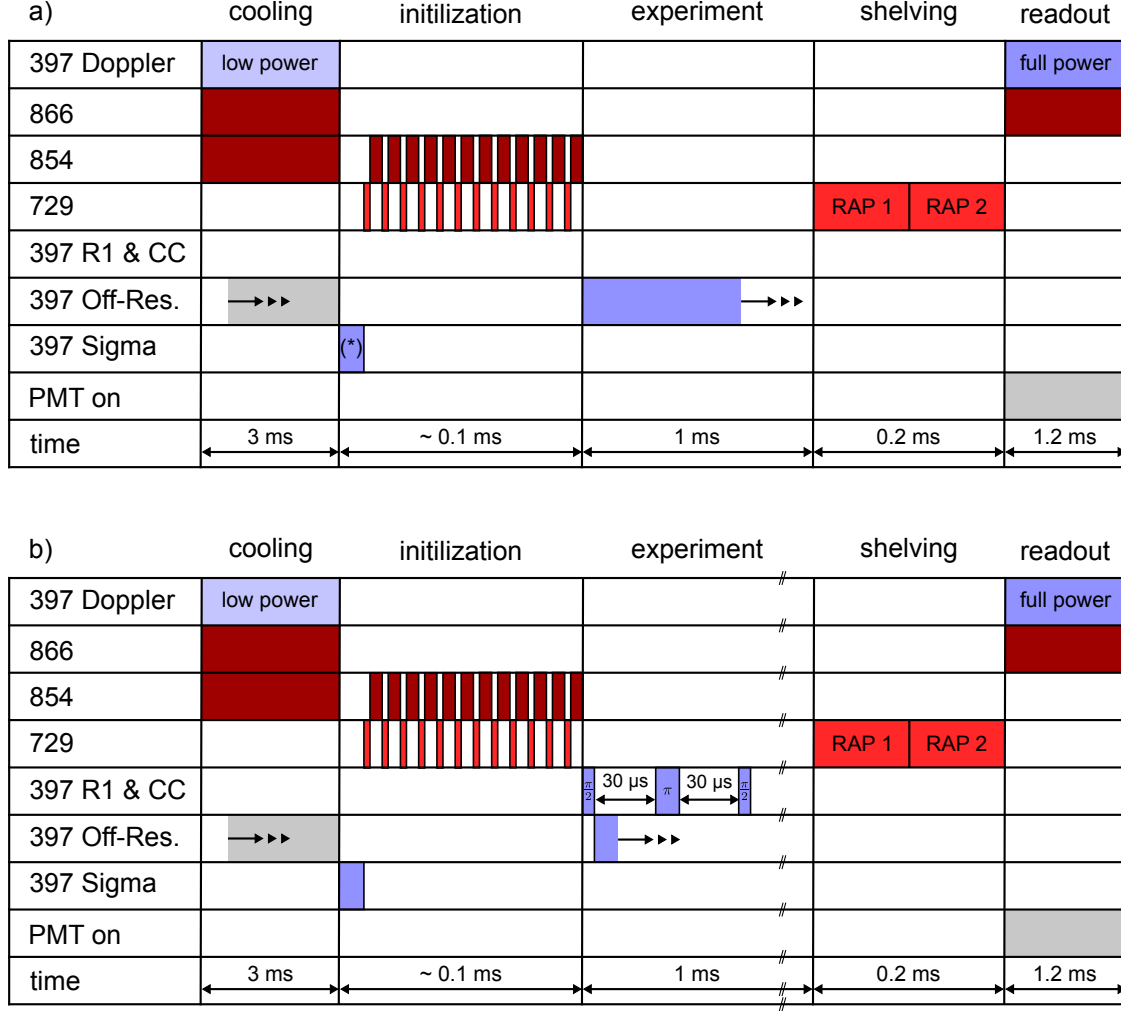 a) cooling initilization experiment shelving readout
397 Doppler low power full power
866
854
729 RAP 1 RAP 2
397 R1 & CC
397 Off-Res.
397 Sigma (*)
PMT on
time 3 ms ~ 0.1 ms 1 ms 0.2 ms 1.2 ms
b) cooling initilization experiment shelving readout
397 Doppler low power full power
866
854
729 RAP 1 RAP 2
397 R1 & CC π/2 30 µs π 30 µs π/2
397 Off-Res.
397 Sigma
PMT on
time 3 ms ~ 0.1 ms 1 ms 0.2 ms 1.2 ms